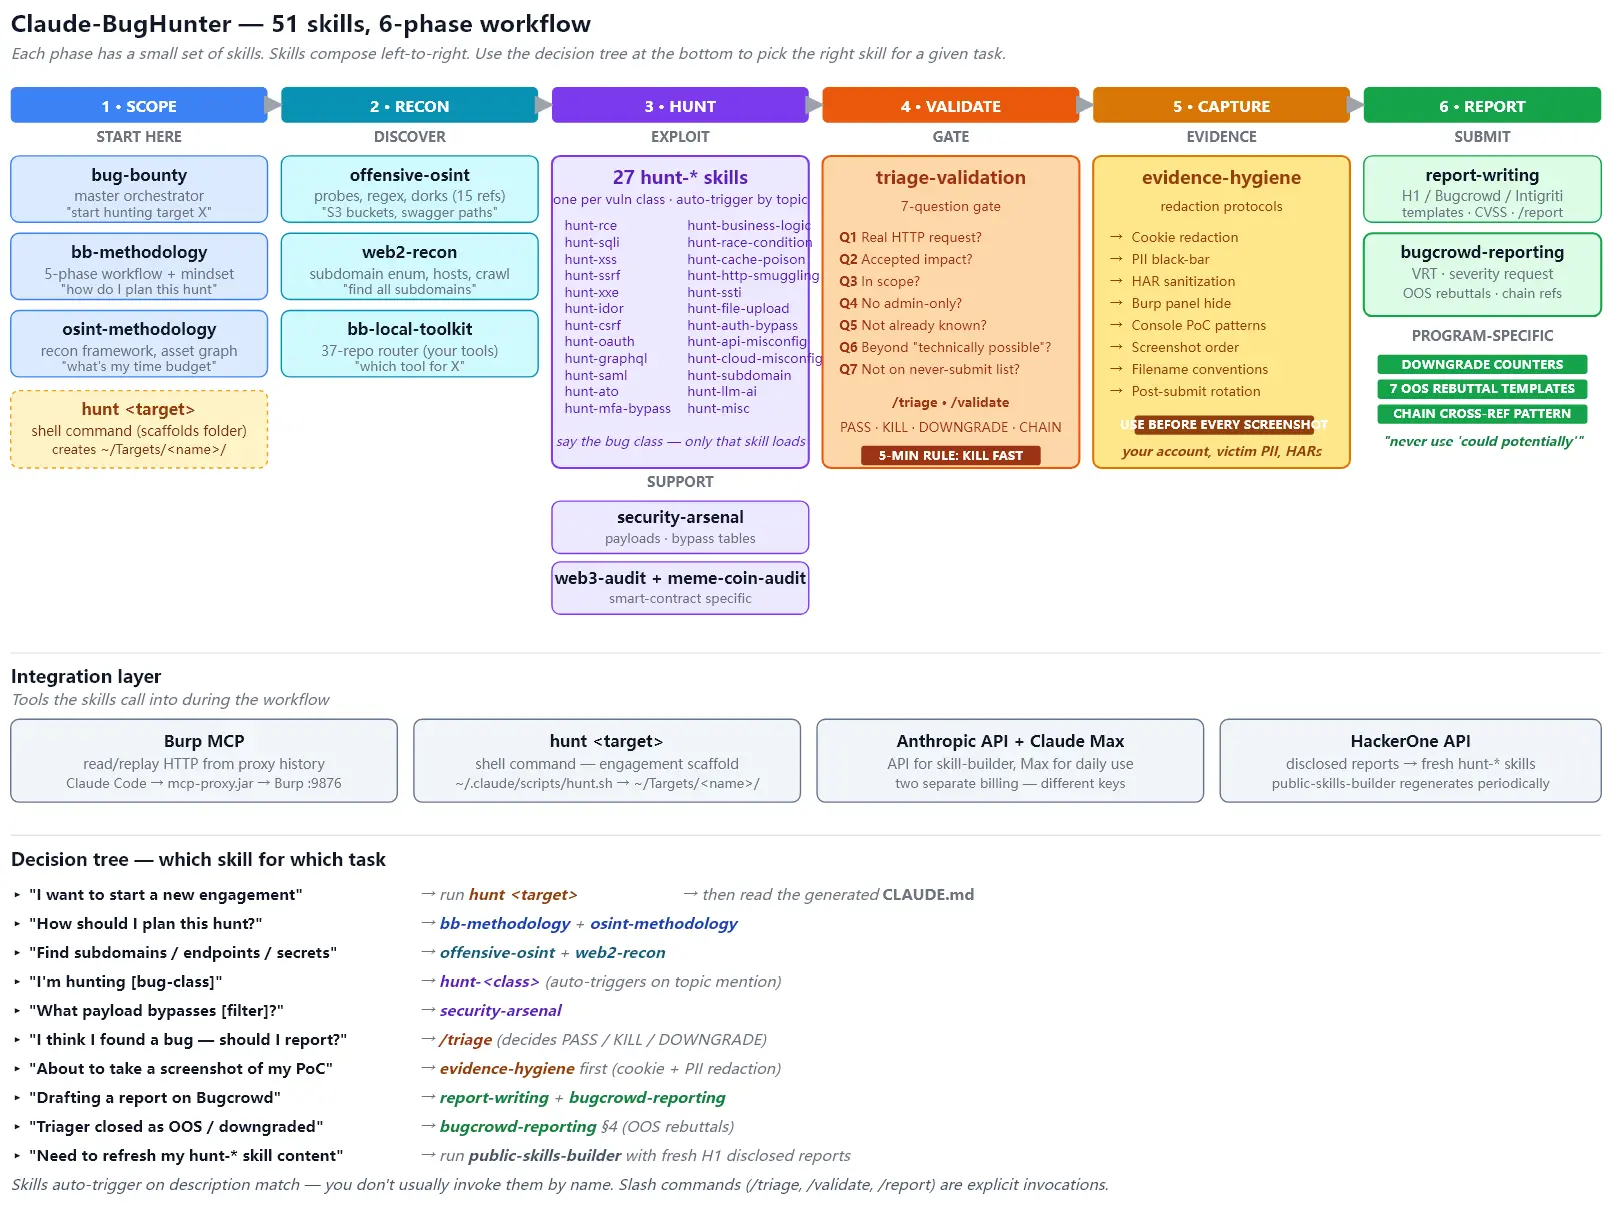 Claude-BugHunter — 51 skills, 6-phase workflow
Each phase has a small set of skills. Skills compose left-to-right. Use the decision tree at the bottom to pick the right skill for a given task.
1 • SCOPE
START HERE
bug-bounty
master orchestrator
"start hunting target X"
bb-methodology
5-phase workflow + mindset
"how do I plan this hunt"
osint-methodology
recon framework, asset graph
"what's my time budget"
hunt <target>
shell command (scaffolds folder)
creates ~/Targets/<name>/
2 • RECON
DISCOVER
offensive-osint
probes, regex, dorks (15 refs)
"S3 buckets, swagger paths"
web2-recon
subdomain enum, hosts, crawl
"find all subdomains"
bb-local-toolkit
37-repo router (your tools)
"which tool for X"
3 • HUNT
EXPLOIT
27 hunt-* skills
one per vuln class · auto-trigger by topic
hunt-rce
hunt-sqli
hunt-xss
hunt-ssrf
hunt-xxe
hunt-idor
hunt-csrf
hunt-oauth
hunt-graphql
hunt-saml
hunt-ato
hunt-mfa-bypass
hunt-business-logic
hunt-race-condition
hunt-cache-poison
hunt-http-smuggling
hunt-ssti
hunt-file-upload
hunt-auth-bypass
hunt-api-misconfig
hunt-cloud-misconfig
hunt-subdomain
hunt-llm-ai
hunt-misc
say the bug class — only that skill loads
SUPPORT
security-arsenal
payloads · bypass tables
web3-audit + meme-coin-audit
smart-contract specific
4 • VALIDATE
GATE
triage-validation
7-question gate
Q1 Real HTTP request?
Q2 Accepted impact?
Q3 In scope?
Q4 No admin-only?
Q5 Not already known?
Q6 Beyond "technically possible"?
Q7 Not on never-submit list?
/triage • /validate
PASS · KILL · DOWNGRADE · CHAIN
5-MIN RULE: KILL FAST
5 • CAPTURE
EVIDENCE
evidence-hygiene
redaction protocols
→ Cookie redaction
→ PII black-bar
→ HAR sanitization
→ Burp panel hide
→ Console PoC patterns
→ Screenshot order
→ Filename conventions
→ Post-submit rotation
USE BEFORE EVERY SCREENSHOT
your account, victim PII, HARs
6 • REPORT
SUBMIT
report-writing
H1 / Bugcrowd / Intigriti
templates · CVSS · /report
bugcrowd-reporting
VRT · severity request
OOS rebuttals · chain refs
PROGRAM-SPECIFIC
DOWNGRADE COUNTERS
7 OOS REBUTTAL TEMPLATES
CHAIN CROSS-REF PATTERN
"never use 'could potentially'"
Integration layer
Tools the skills call into during the workflow
Burp MCP
read/replay HTTP from proxy history
Claude Code → mcp-proxy.jar → Burp :9876
hunt <target>
shell command — engagement scaffold
~/.claude/scripts/hunt.sh → ~/Targets/<name>/
Anthropic API + Claude Max
API for skill-builder, Max for daily use
two separate billing — different keys
HackerOne API
disclosed reports → fresh hunt-* skills
public-skills-builder regenerates periodically
Decision tree — which skill for which task
▸ "I want to start a new engagement" → run hunt <target> → then read the generated CLAUDE.md
▸ "How should I plan this hunt?" → bb-methodology + osint-methodology
▸ "Find subdomains / endpoints / secrets" → offensive-osint + web2-recon
▸ "I'm hunting [bug-class]" → hunt-<class> (auto-triggers on topic mention)
▸ "What payload bypasses [filter]?" → security-arsenal
▸ "I think I found a bug — should I report?" → /triage (decides PASS / KILL / DOWNGRADE)
▸ "About to take a screenshot of my PoC" → evidence-hygiene first (cookie + PII redaction)
▸ "Drafting a report on Bugcrowd" → report-writing + bugcrowd-reporting
▸ "Triager closed as OOS / downgraded" → bugcrowd-reporting §4 (OOS rebuttals)
▸ "Need to refresh my hunt-* skill content" → run public-skills-builder with fresh H1 disclosed reports
Skills auto-trigger on description match — you don't usually invoke them by name. Slash commands (/triage, /validate, /report) are explicit invocations.